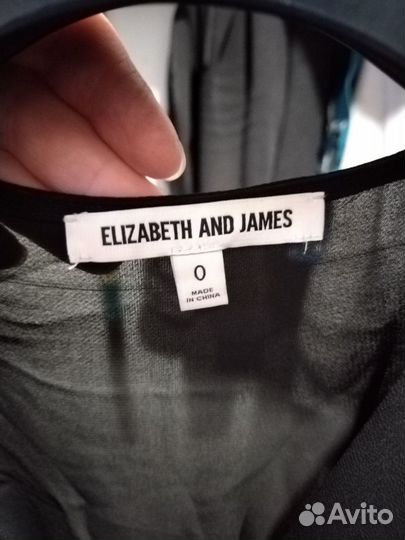 ELIZABETH AND JAMES
0
MADE
IN CHINA
Avito